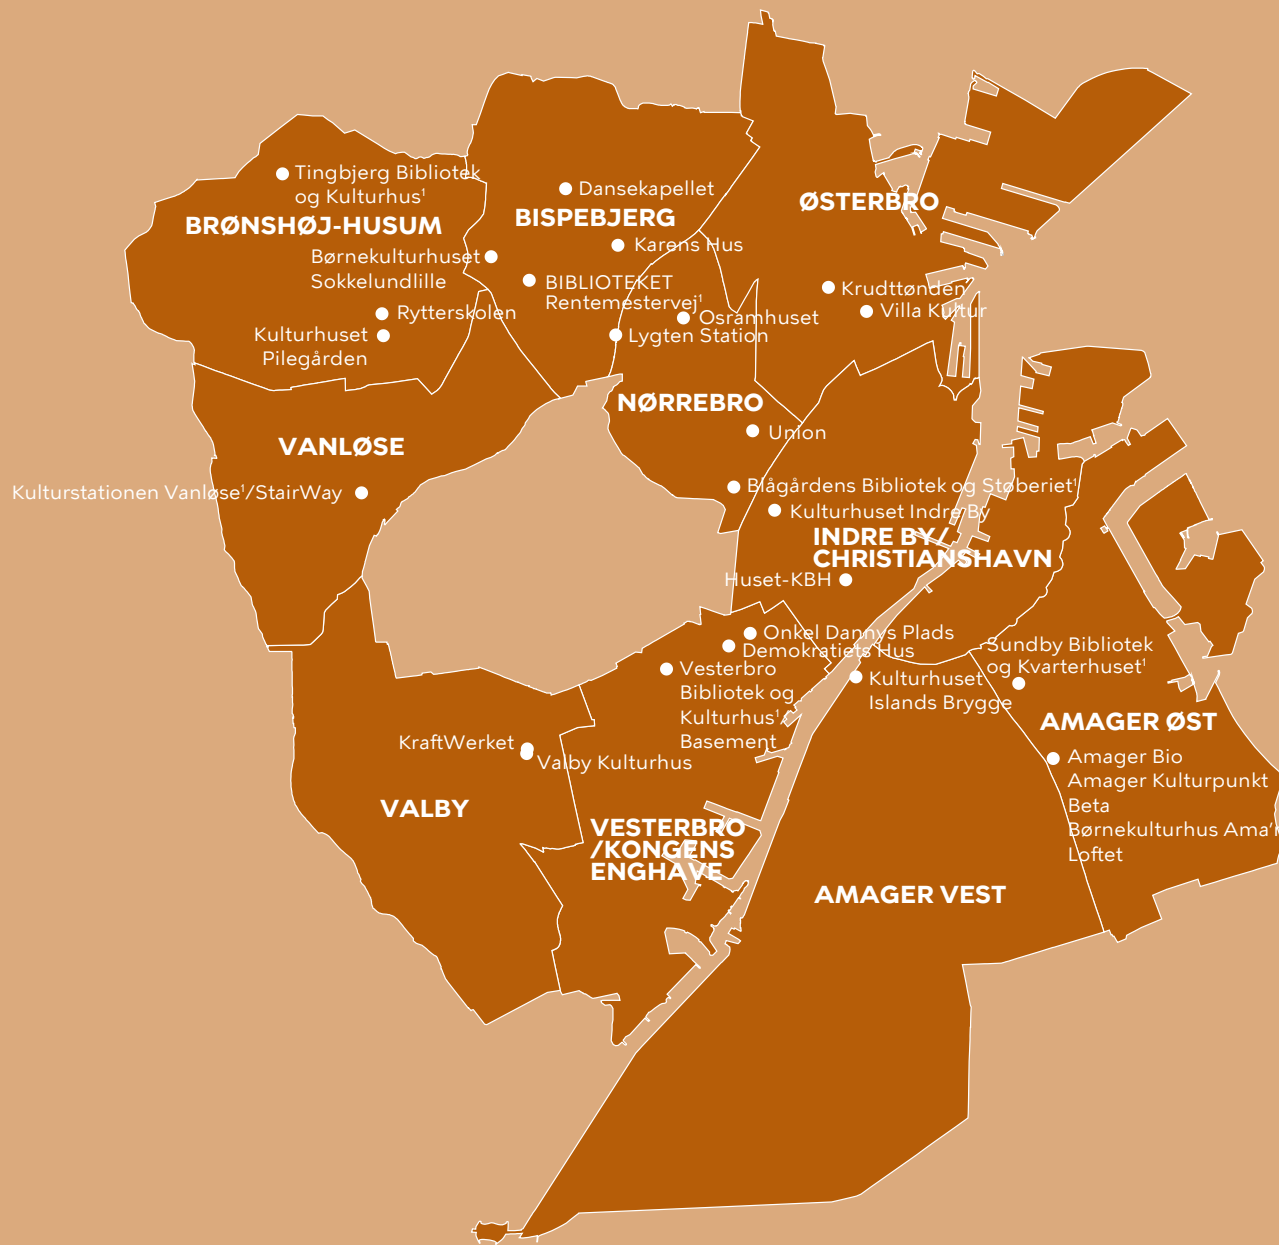 Tingbjerg Bibliotek
og Kulturhus¹
BRØNSHØJ-HUSUM
Børnekulturhuset
Sokkelundlille
Rytterskolen
Kulturhuset
Pilegården
Dansekapellet
BISPEBJERG
Karens Hus
BIBLIOTEKET
Rentemestervej¹
Osramhuset
Lygten Station
ØSTERBRO
Krudttønden
Villa Kultur
NØRREBRO
Union
Blågårdens Bibliotek og Støberiet¹
VANLØSE
Kulturstationen Vanløse¹/StairWay
Kulturhuset Indre By
INDRE BY/
CHRISTIANSHAVN
Huset-KBH
Onkel Dannys Plads
Demokratiets Hus
Vesterbro
Bibliotek og
Kulturhus¹/
Basement
Kulturhuset
Islands Brygge
Sundby Bibliotek
og Kvarterhuset¹
AMAGER ØST
Amager Bio
Amager Kulturpunkt
Beta
Børnekulturhus Ama'r
Loftet
KraftWerket
Valby Kulturhus
VALBY
VESTERBRO
/KONGENS
ENGHAVE
AMAGER VEST